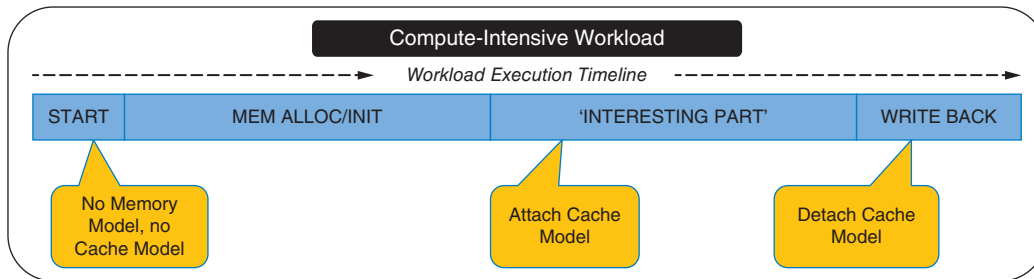 Compute-Intensive Workload
Workload Execution Timeline
START
MEM ALLOC/INIT
'INTERESTING PART'
WRITE BACK
No Memory
Model, no
Cache Model
Attach Cache
Model
Detach Cache
Model